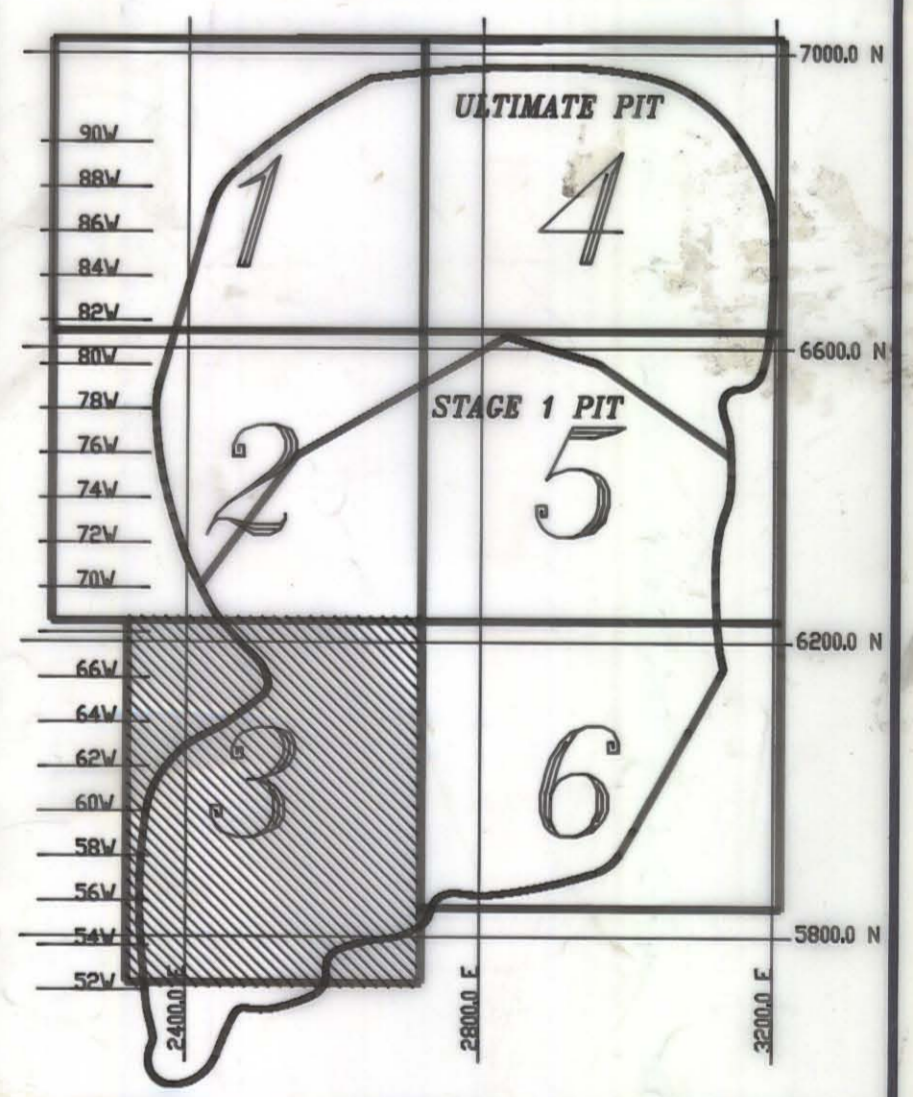 7000.0 N
ULTIMATE PIT
90W
88W
1
4
86W
84W
82W
6600.0 N
80W
STAGE 1 PIT
78W
76W
2
5
74W
72W
70W
6200.0 N
66W
64W
62W
3
6
60W
58W
56W
54W
5800.0 N
52W
2400.0 E
2800.0 E
3200.0 E